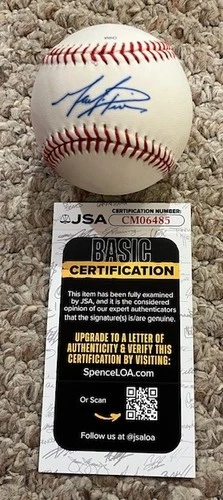 JSA
CERTIFICATION NUMBER:
CM06485
BASIC
CERTIFICATION
This item has been fully examined
by JSA, and it is the considered
opinion of our expert authenticators
that the signature(s) is/are genuine.
UPGRADE TO A LETTER OF
AUTHENTICITY & VERIFY THIS
CERTIFICATION BY VISITING:
SpenceLOA.com
Or Scan
Follow us at @jsaloa